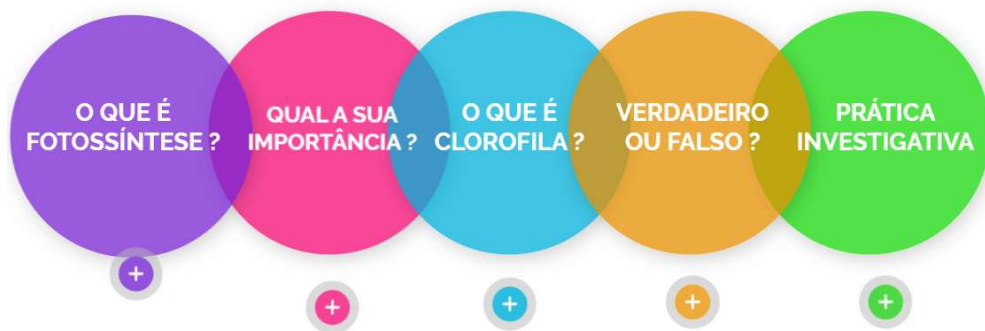 O QUE É
FOTOSSÍNTESE ?
QUAL A SUA
IMPORTÂNCIA ?
O QUE É
CLOROFILA ?
VERDADEIRO
OU FALSO ?
PRÁTICA
INVESTIGATIVA
+
+
+
+
+